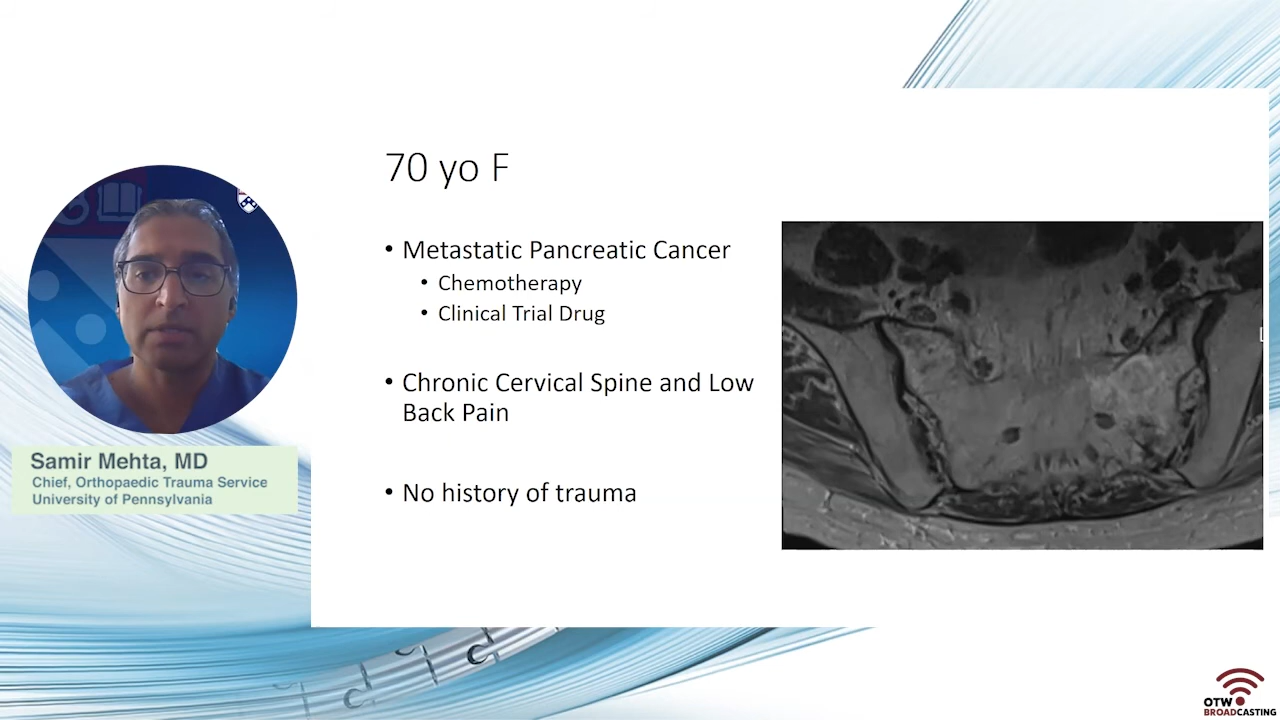 70 yo F
• Metastatic Pancreatic Cancer
• Chemotherapy
• Clinical Trial Drug
• Chronic Cervical Spine and Low
Back Pain
• No history of trauma
Samir Mehta, MD
Chief, Orthopaedic Trauma Service
University of Pennsylvania
L
OTW
BROADCASTING